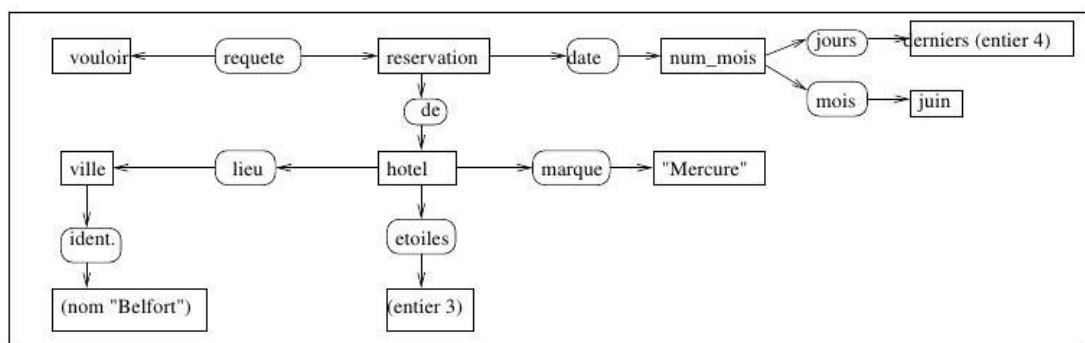 vouloir requete reservation date num_mois jours derniers (entier 4)
mois juin
de
ville lieu hotel marque "Mercure"
ident. etoiles
(nom "Belfort") (entier 3)